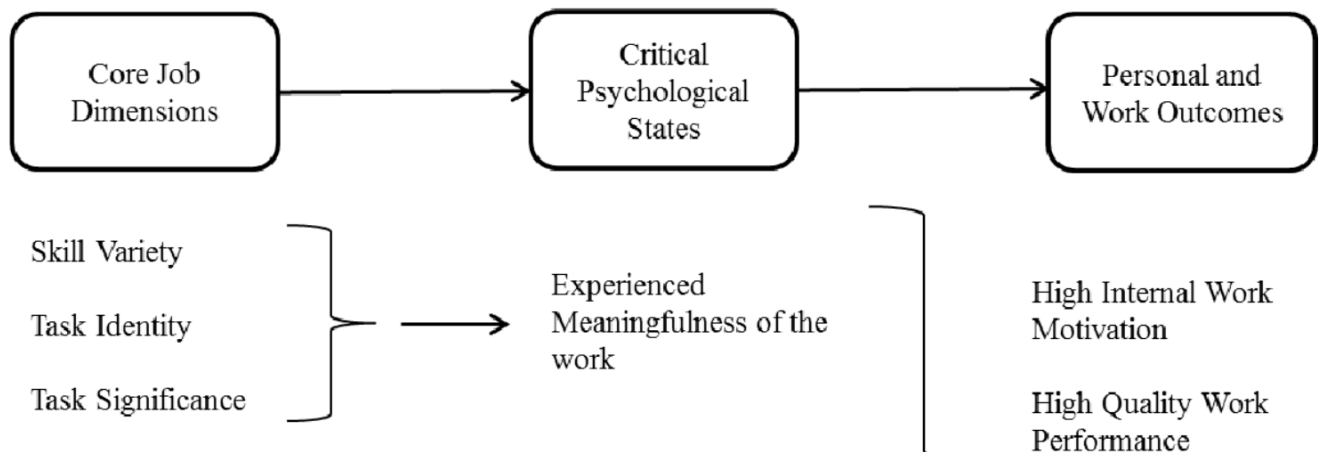 Core Job
Dimensions
Critical
Psychological
States
Personal and
Work Outcomes
Skill Variety
Task Identity
Task Significance
Experienced
Meaningfulness of the
work
High Internal Work
Motivation
High Quality Work
Performance